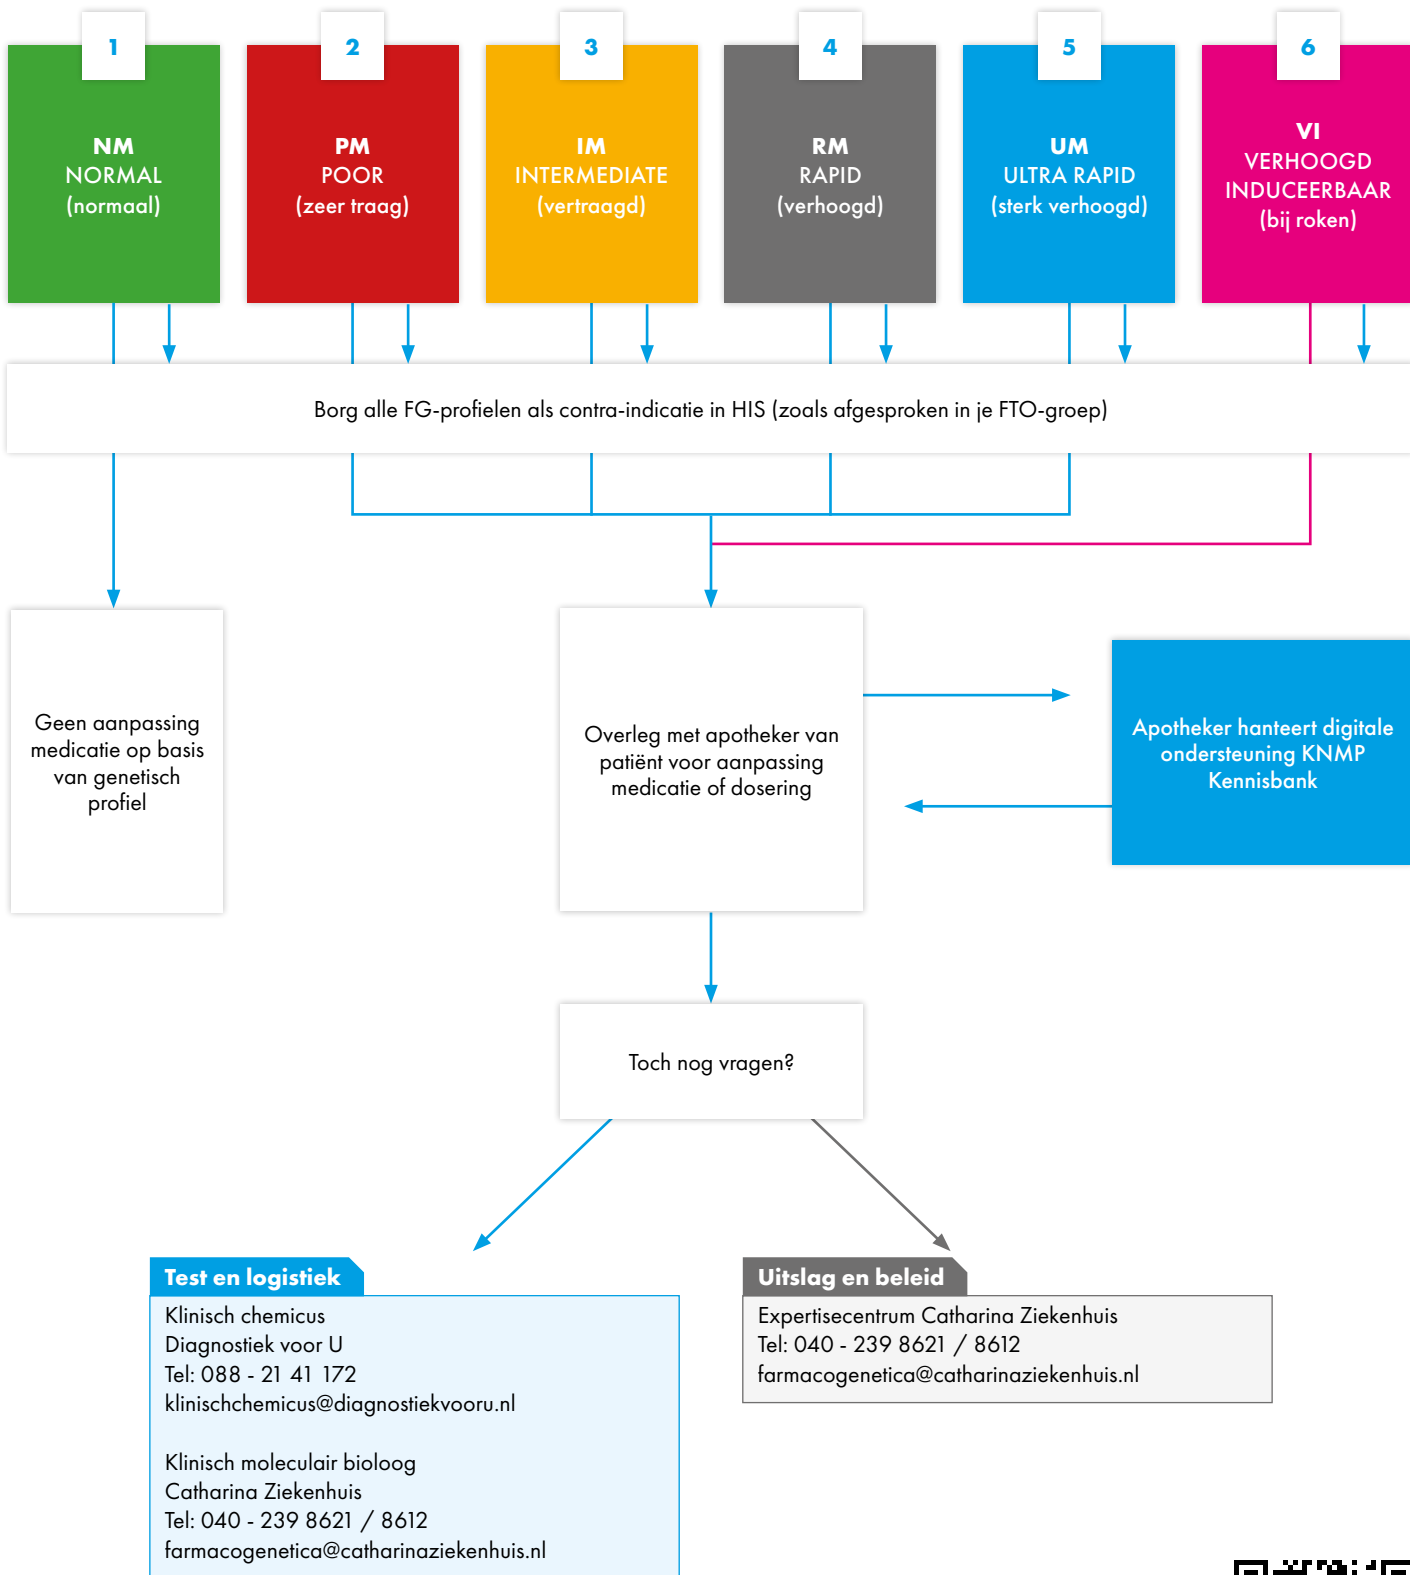 1
2
3
4
5
6
NM
NORMAL
(normaal)
PM
POOR
(zeer traag)
IM
INTERMEDIATE
(vertraagd)
RM
RAPID
(verhoogd)
UM
ULTRA RAPID
(sterk verhoogd)
VI
VERHOOGD
INDUCEERBAAR
(bij roken)
Borg alle FG-profielen als contra-indicatie in HIS (zoals afgesproken in je FTO-groep)
Geen aanpassing
medicatie op basis
van genetisch
profiel
Overleg met apotheker van
patiënt voor aanpassing
medicatie of dosering
Apotheker hanteert digitale
ondersteuning KNMP
Kennisbank
Toch nog vragen?
Test en logistiek
Klinisch chemicus
Diagnostiek voor U
Tel: 088 - 21 41 172
klinischchemicus@diagnostiekvooru.nl
Klinisch moleculair bioloog
Catharina Ziekenhuis
Tel: 040 - 239 8621 / 8612
farmacogenetica@catharinaziekenhuis.nl
Uitslag en beleid
Expertisecentrum Catharina Ziekenhuis
Tel: 040 - 239 8621 / 8612
farmacogenetica@catharinaziekenhuis.nl